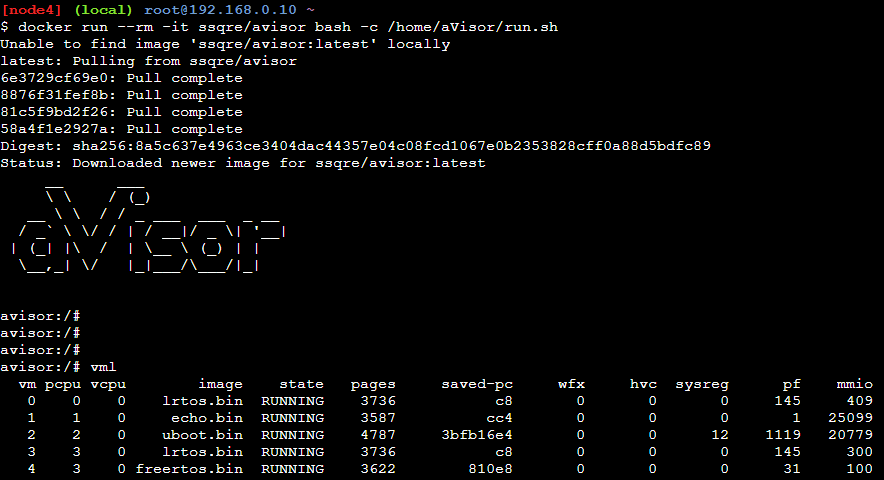 [node4] (local) root@192.168.0.10 ~
$ docker run --rm -it ssqre/avisor bash -c /home/aVisor/run.sh
Unable to find image 'ssqre/avisor:latest' locally
latest: Pulling from ssqre/avisor
6e3729cf69e0: Pull complete
8876f31fef8b: Pull complete
81c5f9bd2f26: Pull complete
58a4f1e2927a: Pull complete
Digest: sha256:8a5c637e4963ce3404dac44357e04c08fcd1067e0b2353828cff0a88d5bdfc89
Status: Downloaded newer image for ssqre/avisor:latest
aVisor
avisor:/#
avisor:/#
avisor:/#
avisor:/# vml
vm pcpu vcpu image state pages saved-pc wfx hvc sysreg pf mmio
0 0 0 lrtos.bin RUNNING 3736 c8 0 0 0 145 409
1 1 0 echo.bin RUNNING 3587 cc4 0 0 0 1 25099
2 2 0 uboot.bin RUNNING 4787 3bfb16e4 0 0 12 1119 20779
3 3 0 lrtos.bin RUNNING 3736 c8 0 0 0 145 300
4 3 0 freertos.bin RUNNING 3622 810e8 0 0 0 31 100